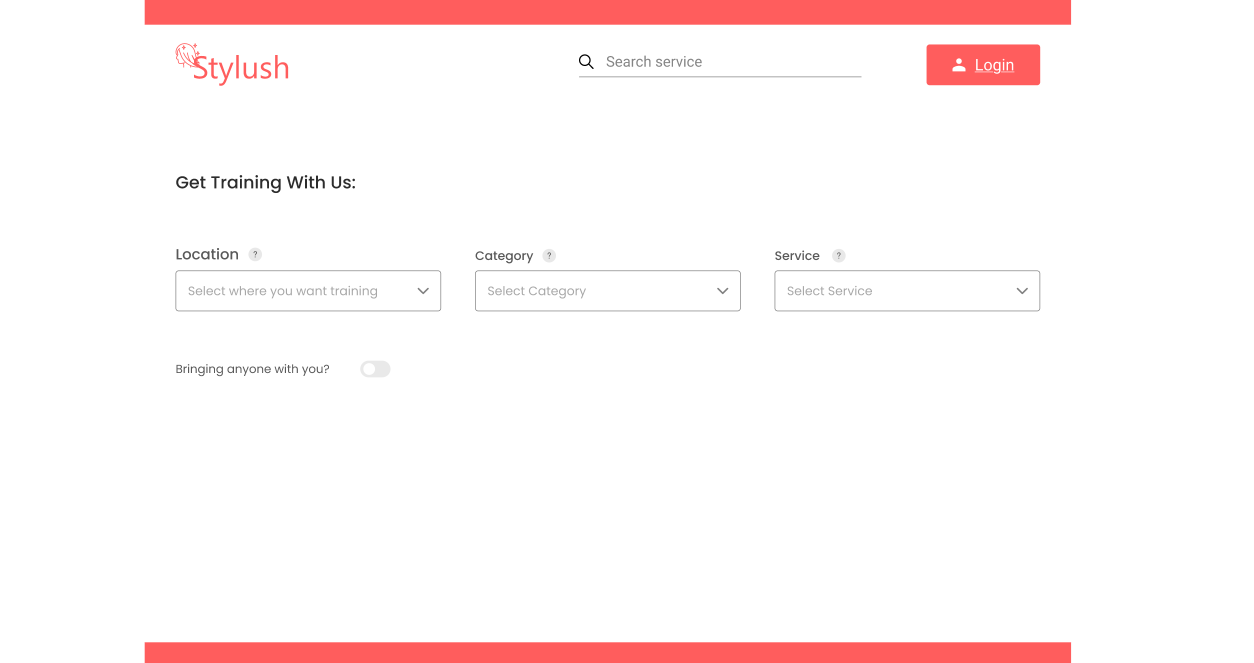 Stylush
Search service
Login
Get Training With Us:
Location ?
Category ?
Service ?
Select where you want training
Select Category
Select Service
Bringing anyone with you?